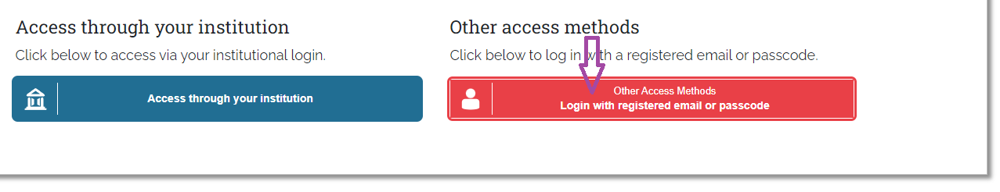 Access through your institution
Click below to access via your institutional login.
Access through your institution
Other access methods
Click below to log in with a registered email or passcode.
Other Access Methods
Login with registered email or passcode